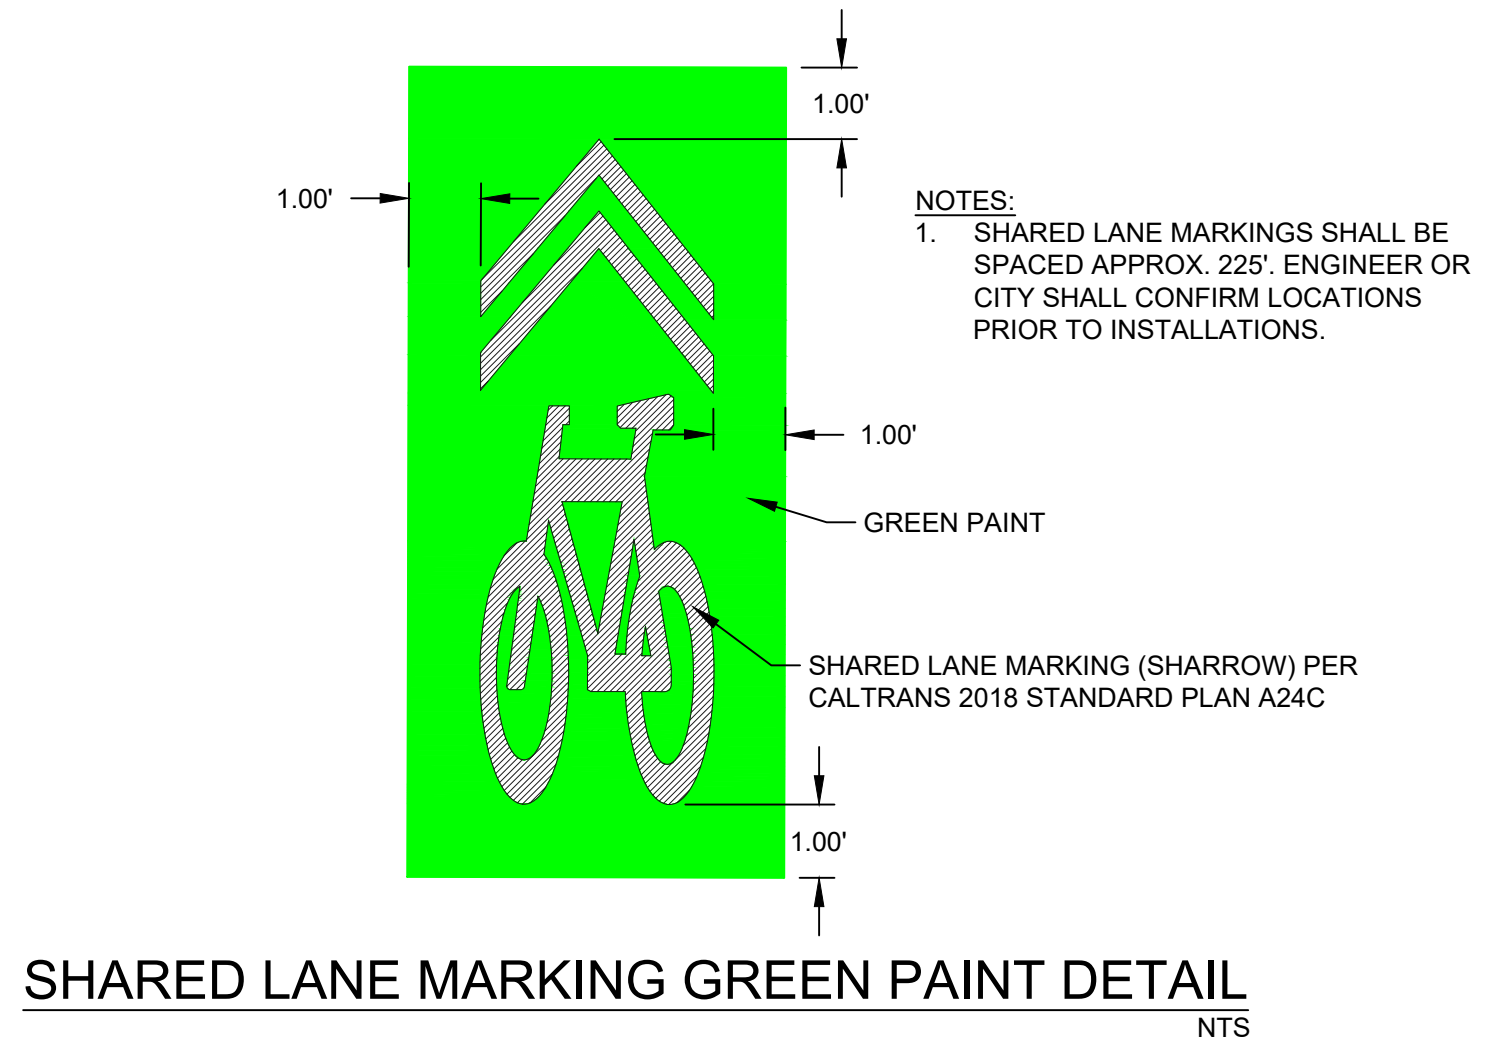 1.00'
1.00'
NOTES:
1. SHARED LANE MARKINGS SHALL BE
SPACED APPROX. 225'. ENGINEER OR
CITY SHALL CONFIRM LOCATIONS
PRIOR TO INSTALLATIONS.
1.00'
GREEN PAINT
SHARED LANE MARKING (SHARROW) PER
CALTRANS 2018 STANDARD PLAN A24C
1.00'
SHARED LANE MARKING GREEN PAINT DETAIL
NTS